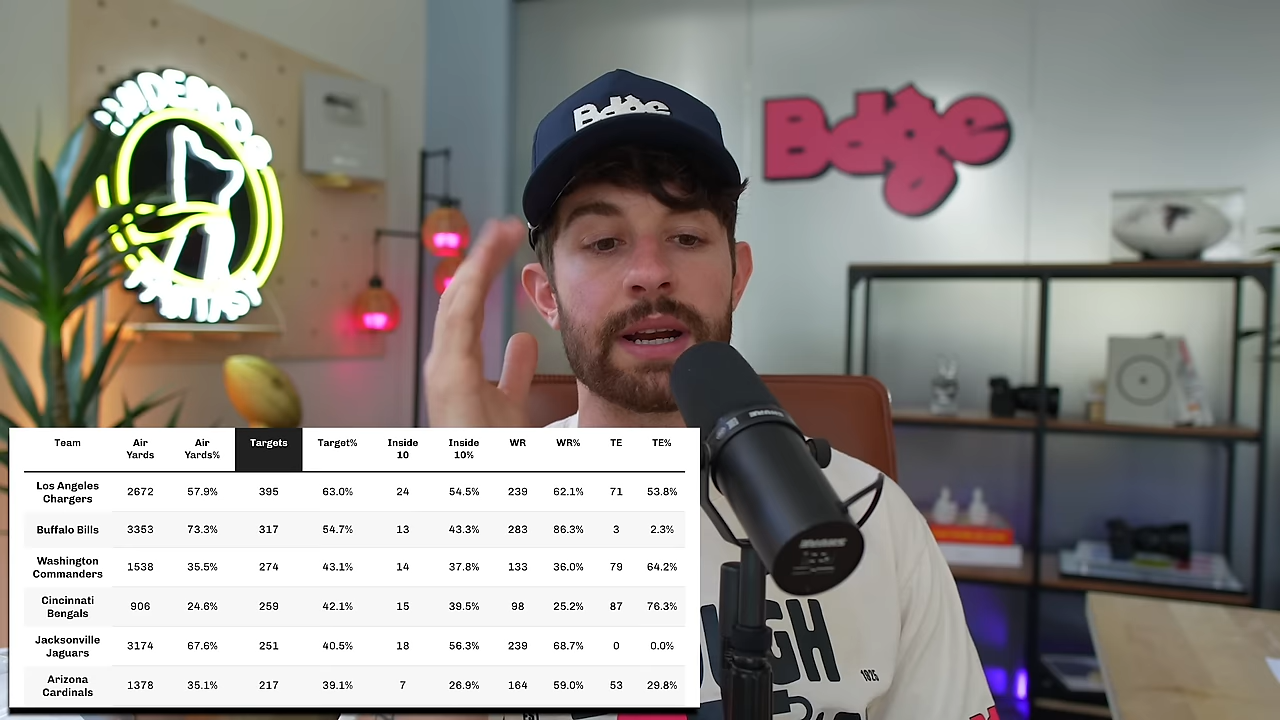 UNDERDOG
FANTASY
Bdge
Bdge
Team Air Yards Air Yards% Targets Target% Inside 10 Inside 10% WR WR% TE TE%
Los Angeles Chargers 2672 57.9% 395 63.0% 24 54.5% 239 62.1% 71 53.8%
Buffalo Bills 3353 73.3% 317 54.7% 13 43.3% 283 86.3% 3 2.3%
Washington Commanders 1538 35.5% 274 43.1% 14 37.8% 133 36.0% 79 64.2%
Cincinnati Bengals 906 24.6% 259 42.1% 15 39.5% 98 25.2% 87 76.3%
Jacksonville Jaguars 3174 67.6% 251 40.5% 18 56.3% 239 68.7% 0 0.0%
Arizona Cardinals 1378 35.1% 217 39.1% 7 26.9% 164 59.0% 53 29.8%